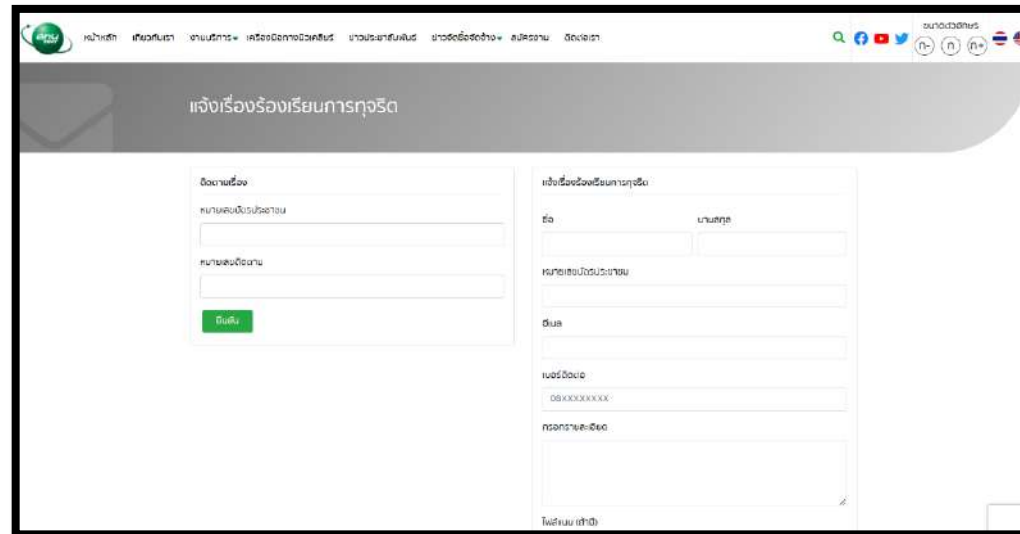 หน้าหลัก เกี่ยวกับเรา งานบริการ เครื่องมือทางนิวเคลียร์ ข่าวประชาสัมพันธ์ ข่าวจัดซื้อจัดจ้าง สมัครงาน ติดต่อเรา
ขนาดตัวอักษร
ก- ก ก+
แจ้งเรื่องร้องเรียนการทุจริต
ติดตามเรื่อง
หมายเลขบัตรประชาชน
หมายเลขติดตาม
ยืนยัน
แจ้งเรื่องร้องเรียนการทุจริต
ชื่อ นามสกุล
หมายเลขบัตรประชาชน
อีเมล
เบอร์ติดต่อ
08XXXXXXXX
กรอกรายละเอียด
ไฟล์แนบ (ถ้ามี)